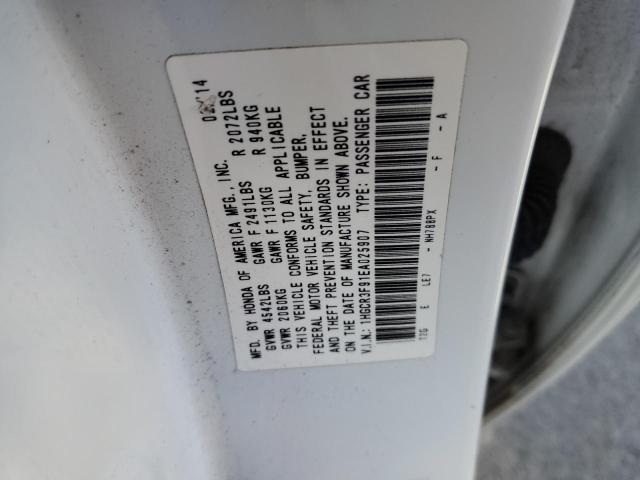 MFD. BY HONDA OF AMERICA MFG., INC. 14
GVWR 4542LBS GAWR F 2491LBS R 2072LBS
GVWR 2060KG GAWR F 1130KG R 940KG
THIS VEHICLE CONFORMS TO ALL APPLICABLE
FEDERAL MOTOR VEHICLE SAFETY, BUMPER,
AND THEFT PREVENTION STANDARDS IN EFFECT
ON THE DATE OF MANUFACTURE SHOWN ABOVE.
V.I.N.: 1HGCR3F91EA025907 TYPE: PASSENGER CAR
T2G E LE7 - NH788PX - F - A